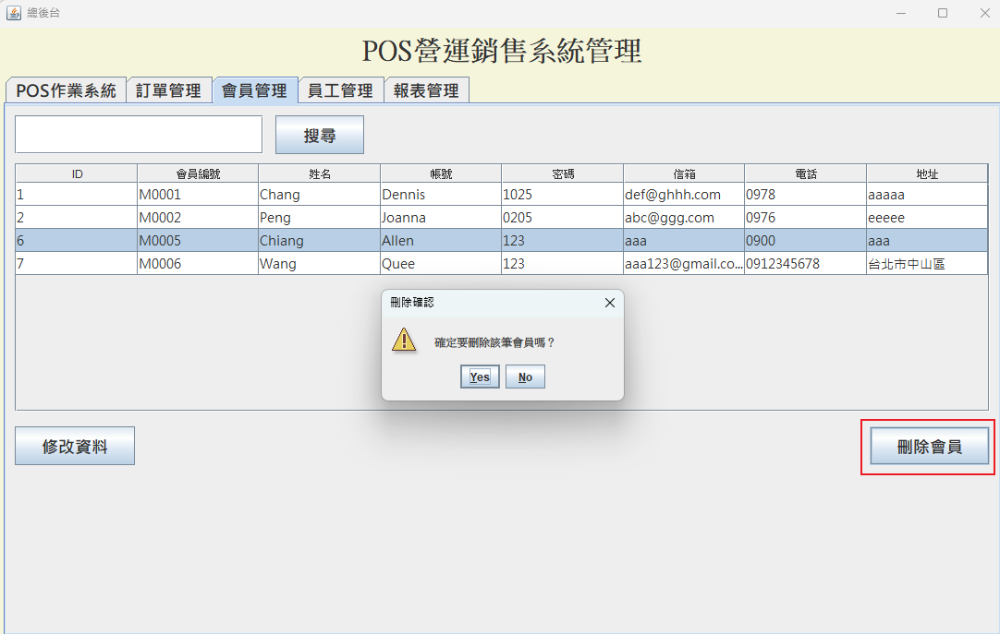 總後台
POS營運銷售系統管理
POS作業系統 訂單管理 會員管理 員工管理 報表管理
搜尋
ID 會員編號 姓名 帳號 密碼 信箱 電話 地址
1 M0001 Chang Dennis 1025 def@ghhh.com 0978 aaaaa
2 M0002 Peng Joanna 0205 abc@ggg.com 0976 eeeee
6 M0005 Chiang Allen 123 aaa 0900 aaa
7 M0006 Wang Quee 123 aaa123@gmail.co... 0912345678 台北市中山區
刪除確認
確定要刪除該筆會員嗎？
Yes No
修改資料 刪除會員